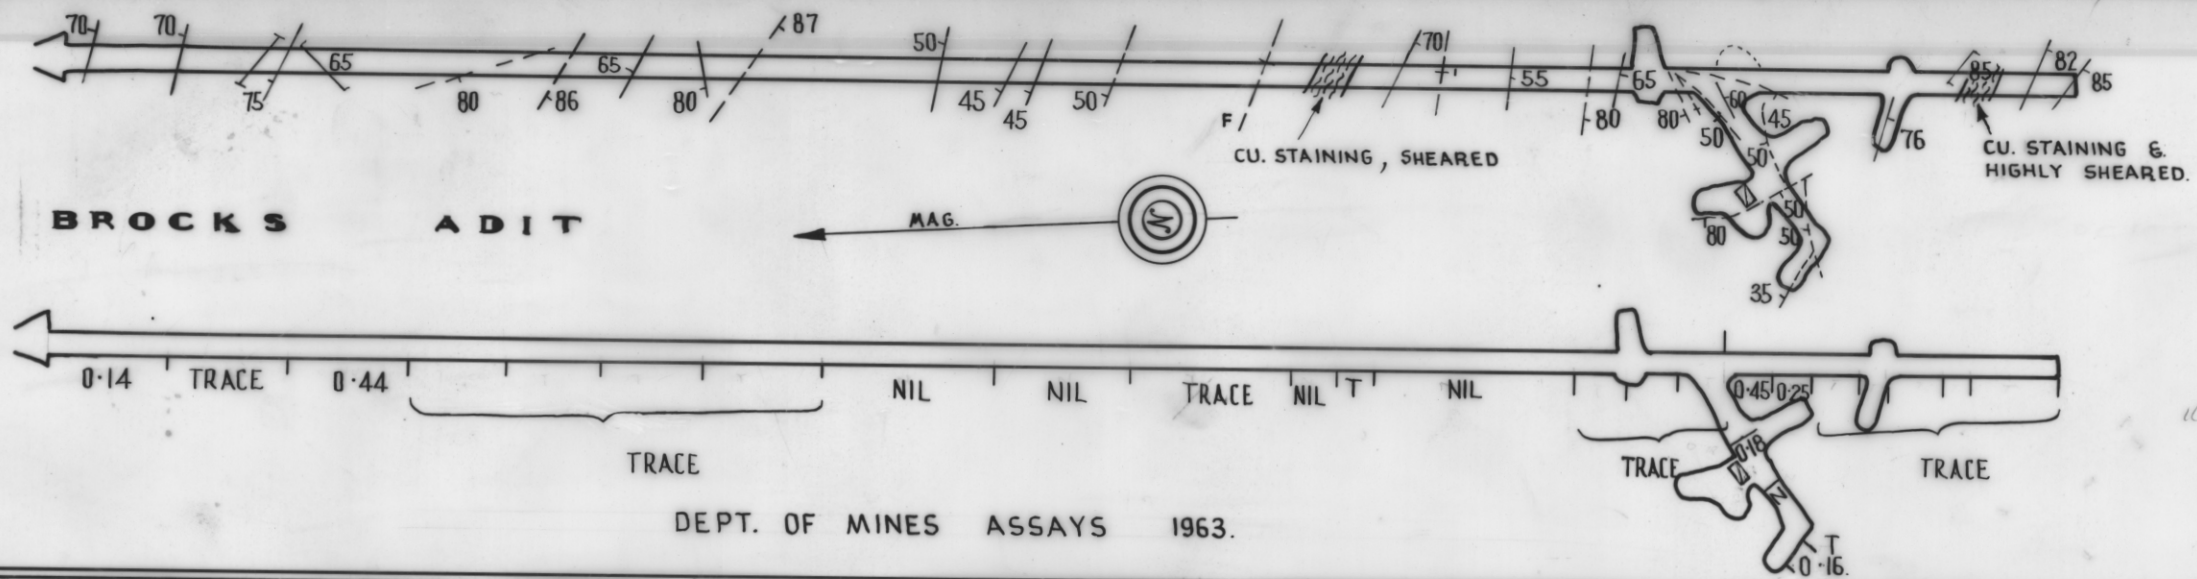 70 70 87 50 70 82
65 65 65 55 85 85
75 80 86 80 45 50 60
45 F 80 80 50 45 76
50
CU. STAINING, SHEARED
CU. STAINING &
HIGHLY SHEARED.
BROCKS ADIT
MAG.
N
80 50
50
35
0·14 TRACE 0·44 NIL NIL TRACE NIL T NIL 0·45 0·25
0·18
TRACE TRACE TRACE
N
DEPT. OF MINES ASSAYS 1963.
T
0·16.